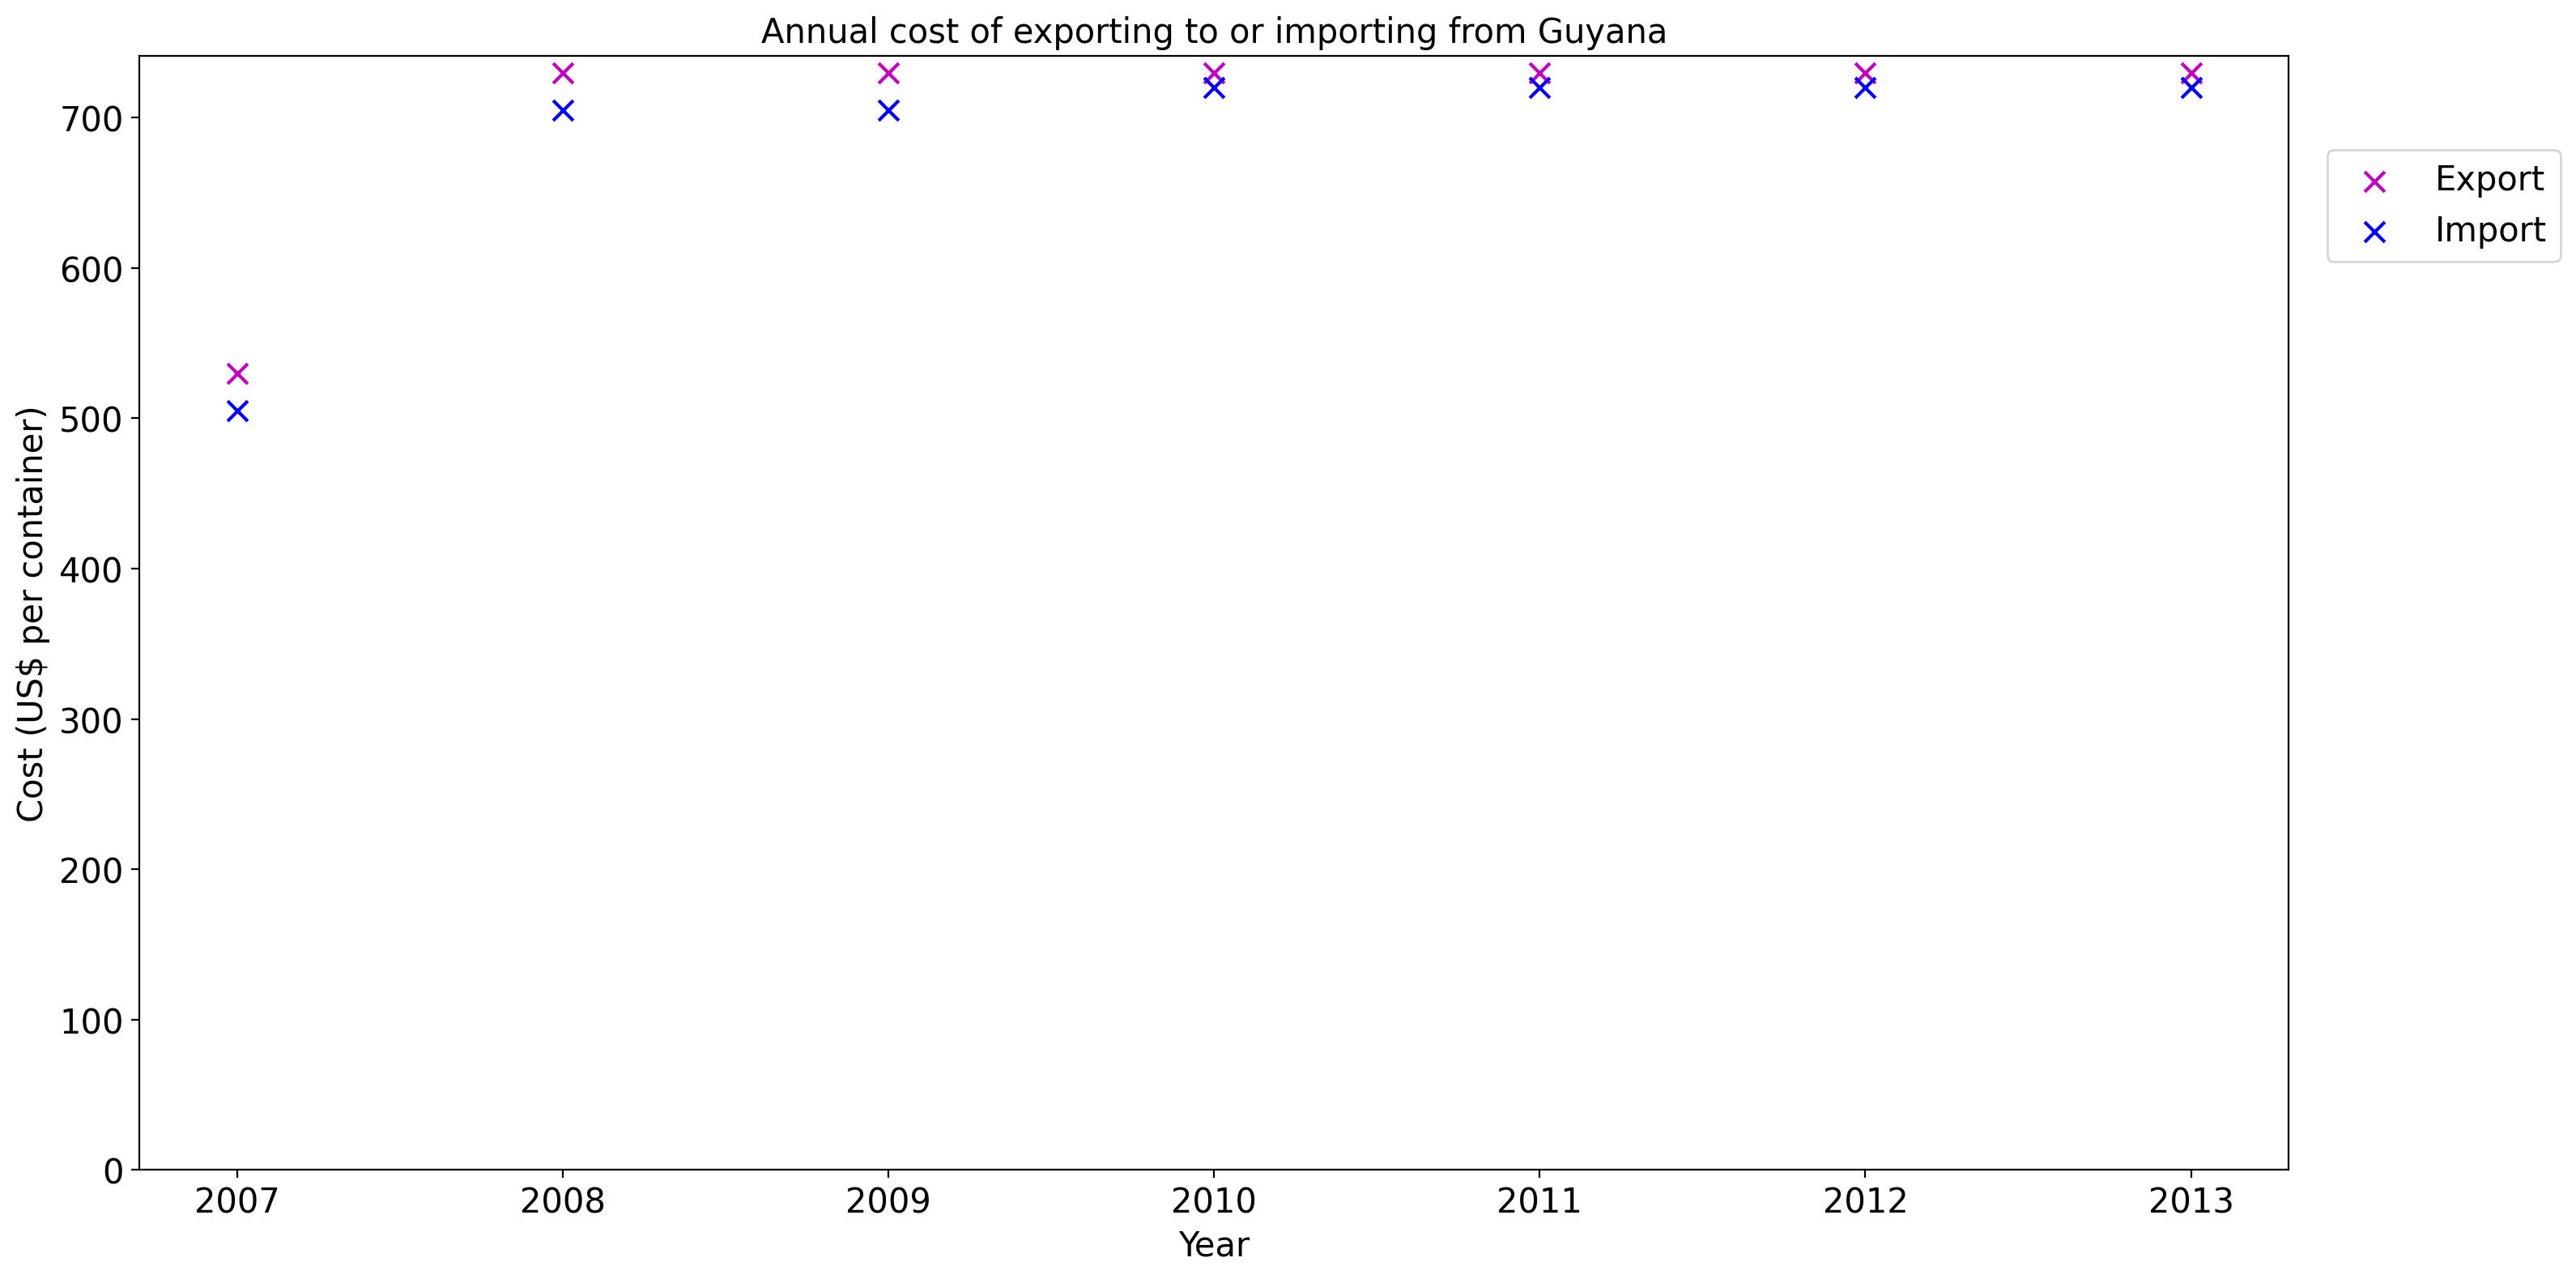 Annual cost of exporting to or importing from Guyana
Cost (US$ per container)
700
600
500
400
300
200
100
0
2007 2008 2009 2010 2011 2012 2013
Year
Export
Import